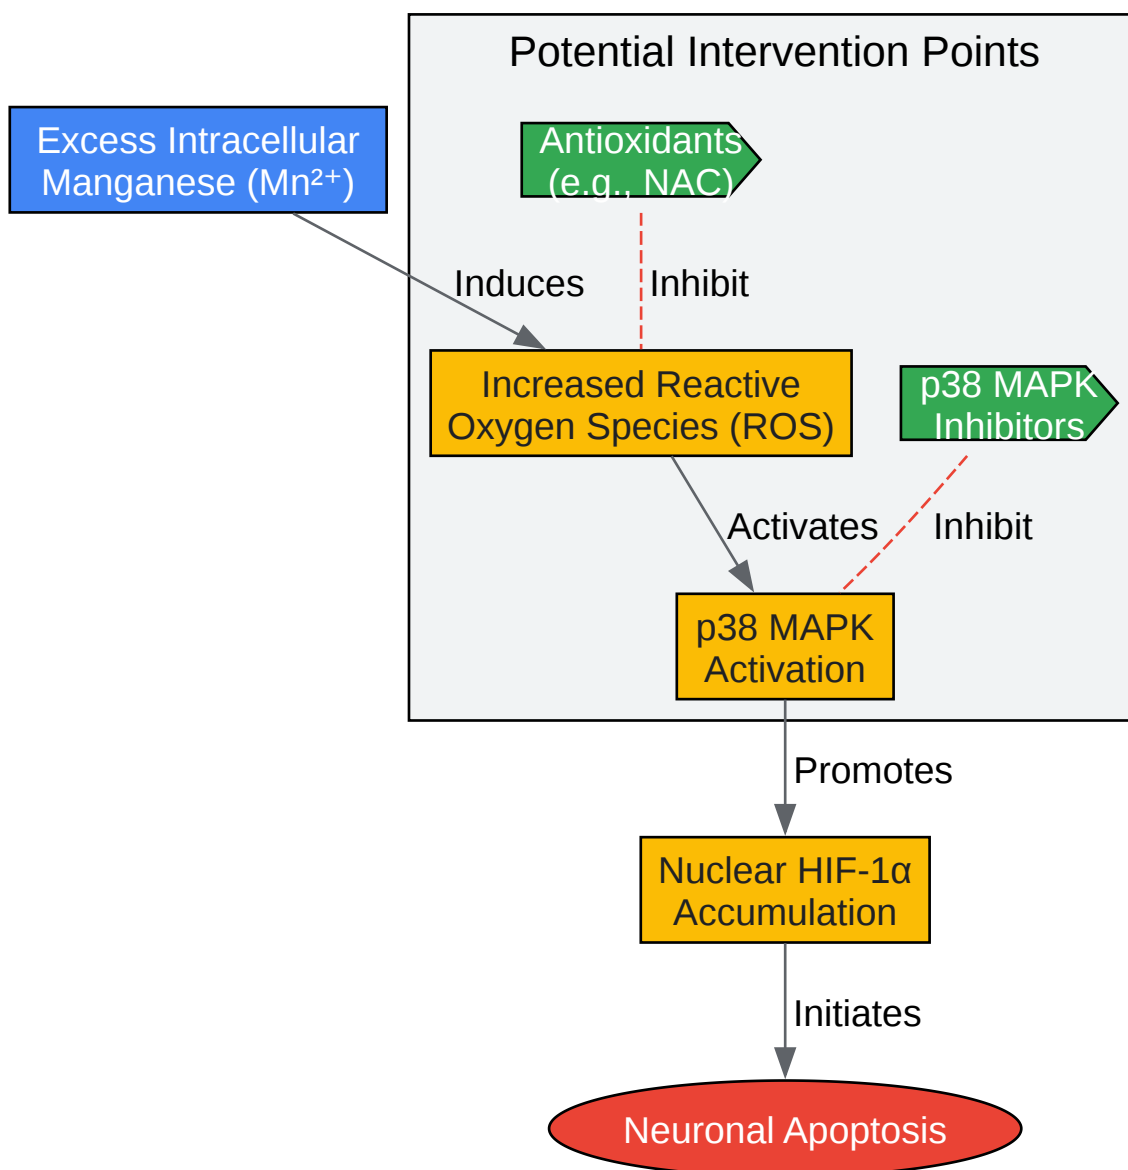 Potential Intervention Points
Excess Intracellular
Manganese (Mn²⁺)
Antioxidants
(e.g., NAC)
Induces
Inhibit
Increased Reactive
Oxygen Species (ROS)
p38 MAPK
Inhibitors
Activates
Inhibit
p38 MAPK
Activation
Promotes
Nuclear HIF-1α
Accumulation
Initiates
Neuronal Apoptosis